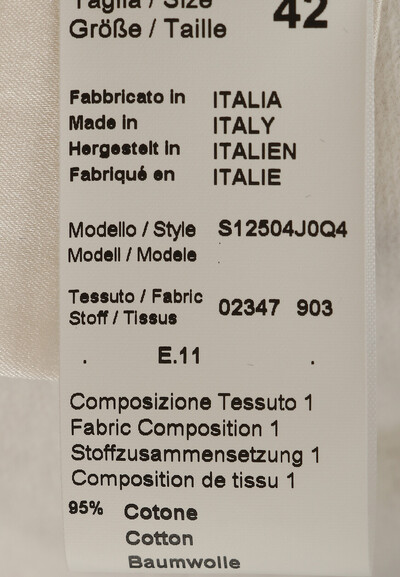 Taglia / Size
Größe / Taille 42
Fabbricato in ITALIA
Made in ITALY
Hergestelt in ITALIEN
Fabriqué en ITALIE
Modello / Style S12504J0Q4
Modell / Modele
Tessuto / Fabric 02347 903
Stoff / Tissus
. E.11 .
Composizione Tessuto 1
Fabric Composition 1
Stoffzusammensetzung 1
Composition de tissu 1
95% Cotone
Cotton
Baumwolle